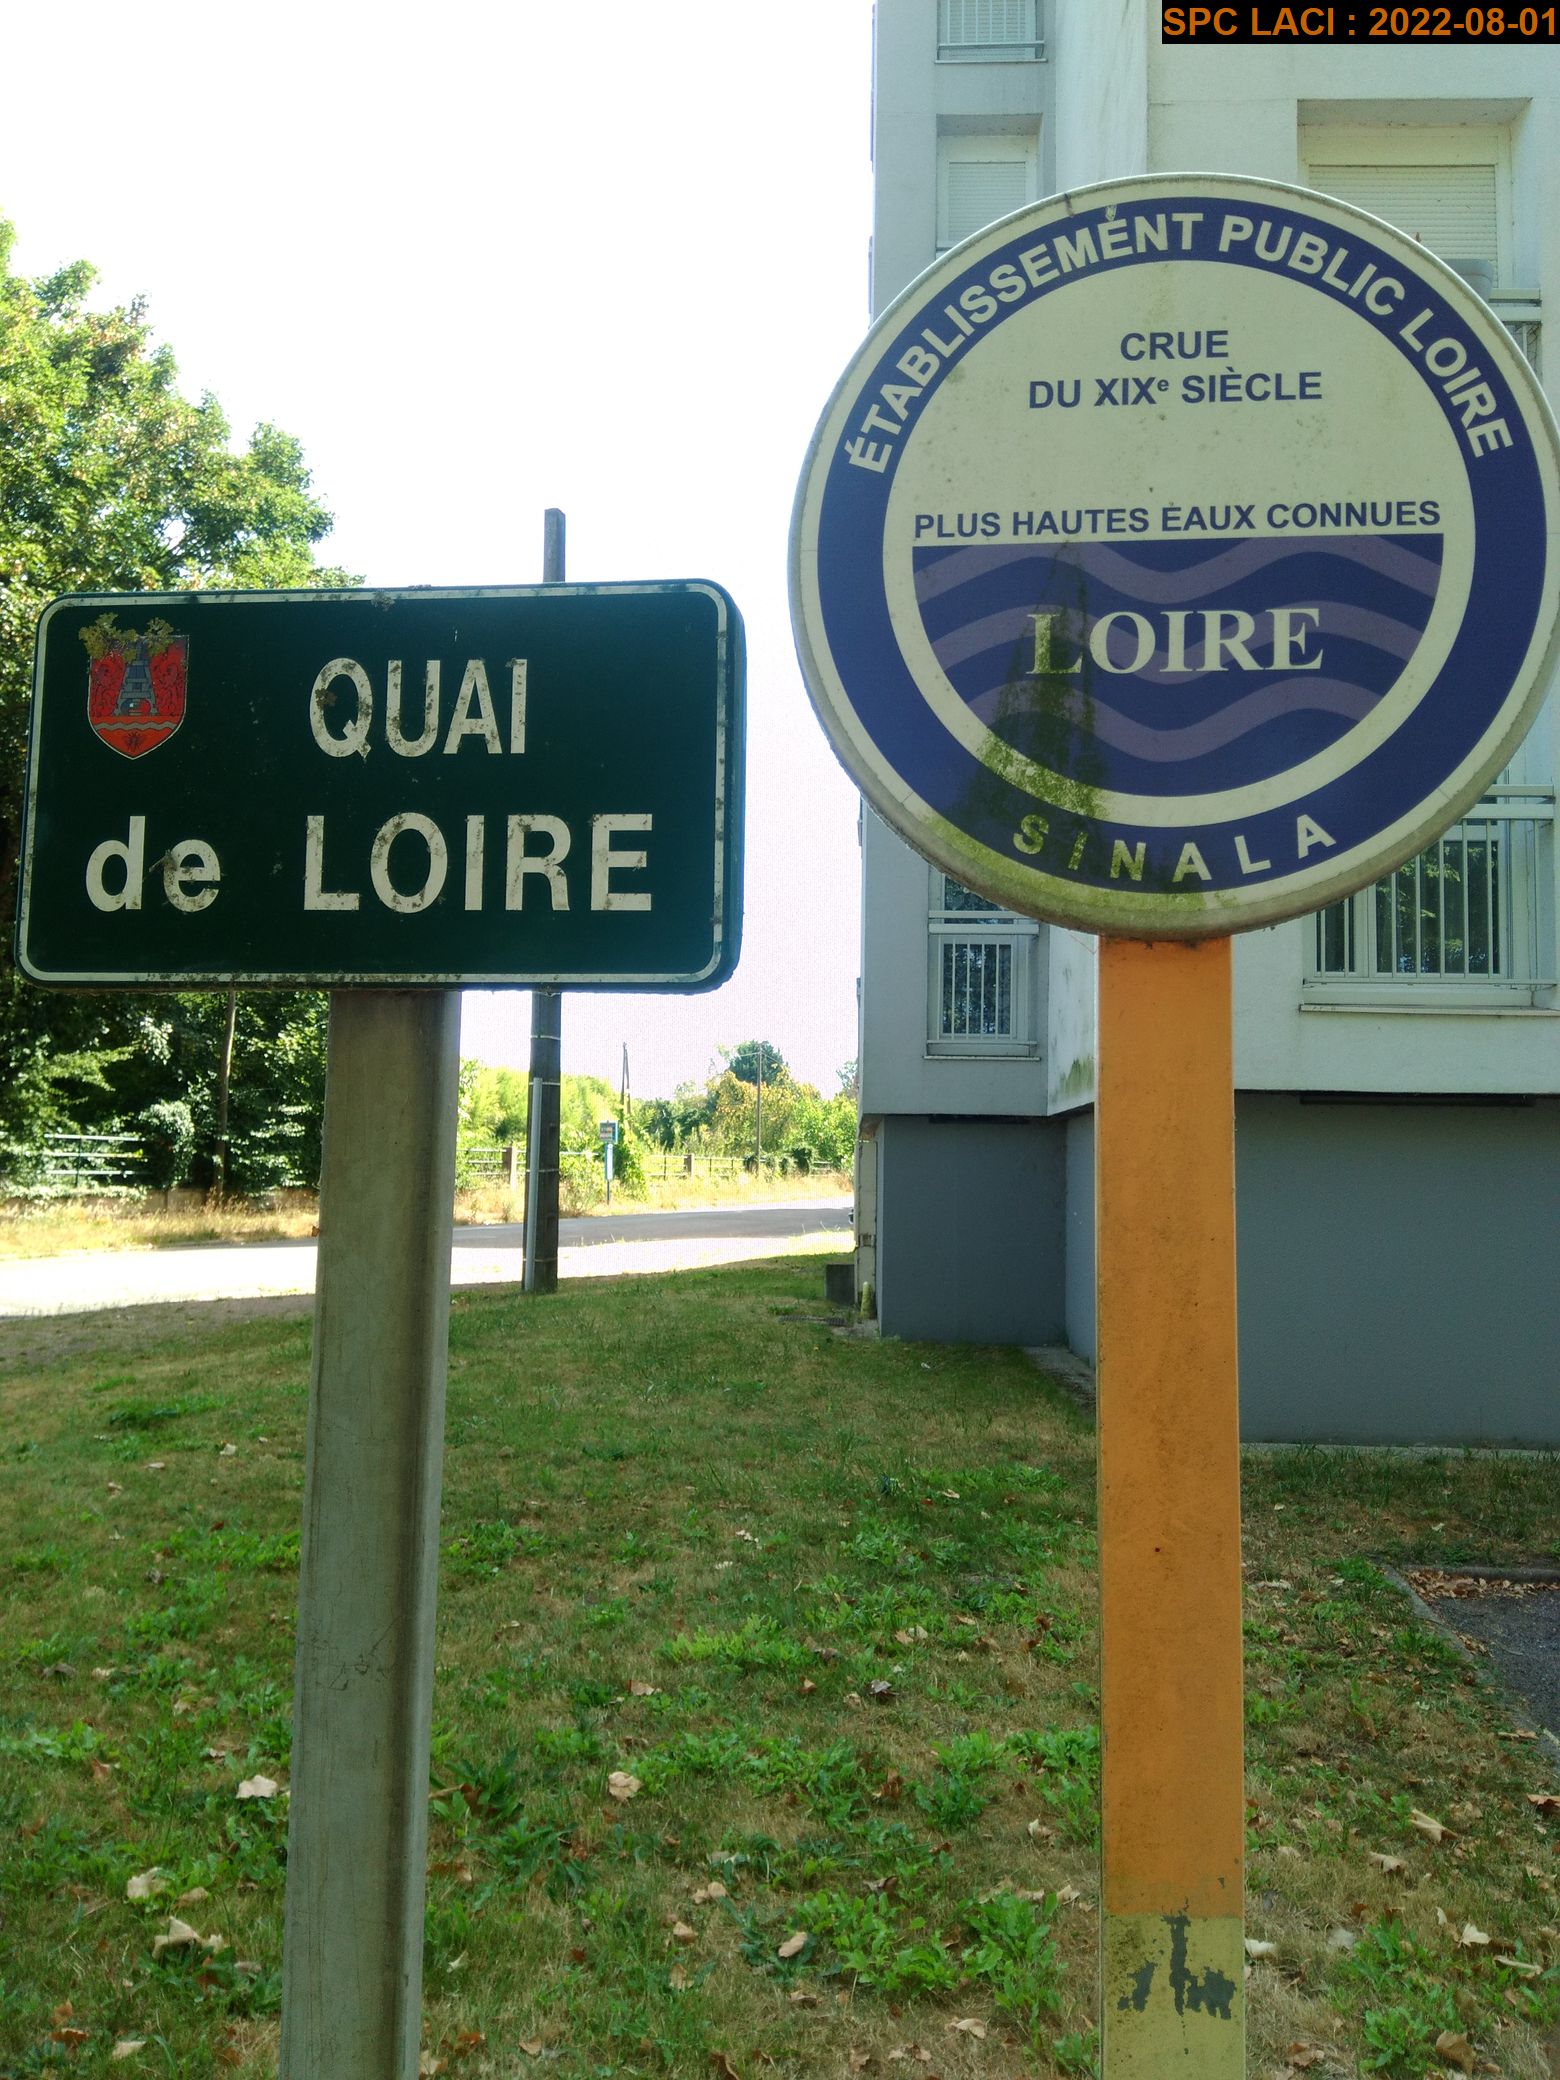 SPC LACI : 2022-08-01
ÉTABLISSEMENT PUBLIC LOIRE
CRUE
DU XIXe SIÈCLE
PLUS HAUTES EAUX CONNUES
LOIRE
SINALA
QUAI
de LOIRE